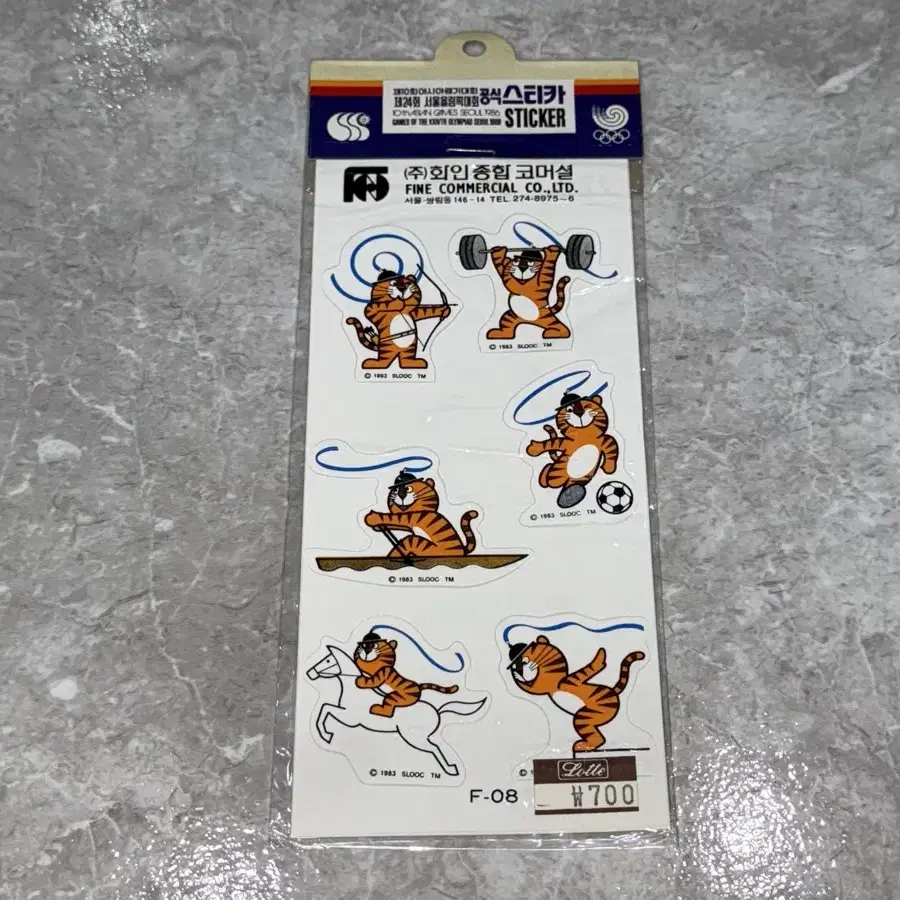 제10회 아시아경기대회
제24회 서울올림픽대회
공식 스티카
10th ASIAN GAMES SEOUL 1986
GAMES OF THE XXIVTH OLYMPIAD SEOUL 1988
STICKER
(주)화인종합 코머셜
FINE COMMERCIAL CO., LTD.
서울·쌍림동 146-14 TEL. 274-8975~6
© 1983 SLOOC TM
© 1983 SLOOC TM
© 1983 SLOOC TM
© 1983 SLOOC TM
© 1983 SLOOC TM
©
F-08
Lotte
₩700